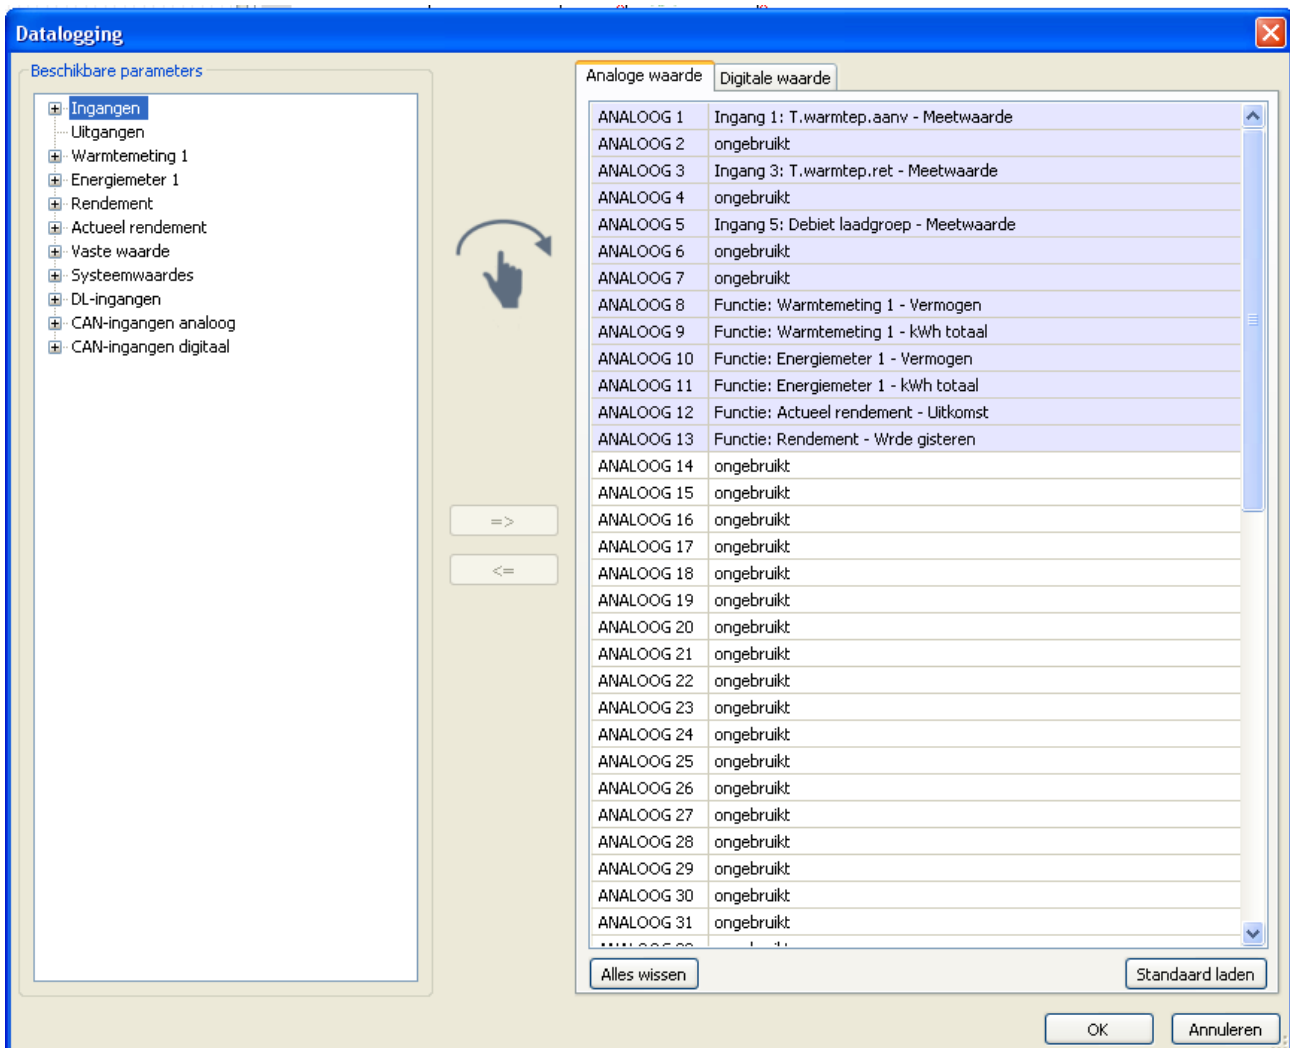 Datalogging
Beschikbare parameters
Ingangen
Uitgangen
Warmtemeting 1
Energiemeter 1
Rendement
Actueel rendement
Vaste waarde
Systeemwaardes
DL-ingangen
CAN-ingangen analoog
CAN-ingangen digitaal
=>
<=
Analoge waarde Digitale waarde
ANALOOG 1 Ingang 1: T.warmtep.aanv - Meetwaarde
ANALOOG 2 ongebruikt
ANALOOG 3 Ingang 3: T.warmtep.ret - Meetwaarde
ANALOOG 4 ongebruikt
ANALOOG 5 Ingang 5: Debiet laadgroep - Meetwaarde
ANALOOG 6 ongebruikt
ANALOOG 7 ongebruikt
ANALOOG 8 Functie: Warmtemeting 1 - Vermogen
ANALOOG 9 Functie: Warmtemeting 1 - kWh totaal
ANALOOG 10 Functie: Energiemeter 1 - Vermogen
ANALOOG 11 Functie: Energiemeter 1 - kWh totaal
ANALOOG 12 Functie: Actueel rendement - Uitkomst
ANALOOG 13 Functie: Rendement - Wrde gisteren
ANALOOG 14 ongebruikt
ANALOOG 15 ongebruikt
ANALOOG 16 ongebruikt
ANALOOG 17 ongebruikt
ANALOOG 18 ongebruikt
ANALOOG 19 ongebruikt
ANALOOG 20 ongebruikt
ANALOOG 21 ongebruikt
ANALOOG 22 ongebruikt
ANALOOG 23 ongebruikt
ANALOOG 24 ongebruikt
ANALOOG 25 ongebruikt
ANALOOG 26 ongebruikt
ANALOOG 27 ongebruikt
ANALOOG 28 ongebruikt
ANALOOG 29 ongebruikt
ANALOOG 30 ongebruikt
ANALOOG 31 ongebruikt
Alles wissen Standaard laden
OK Annuleren